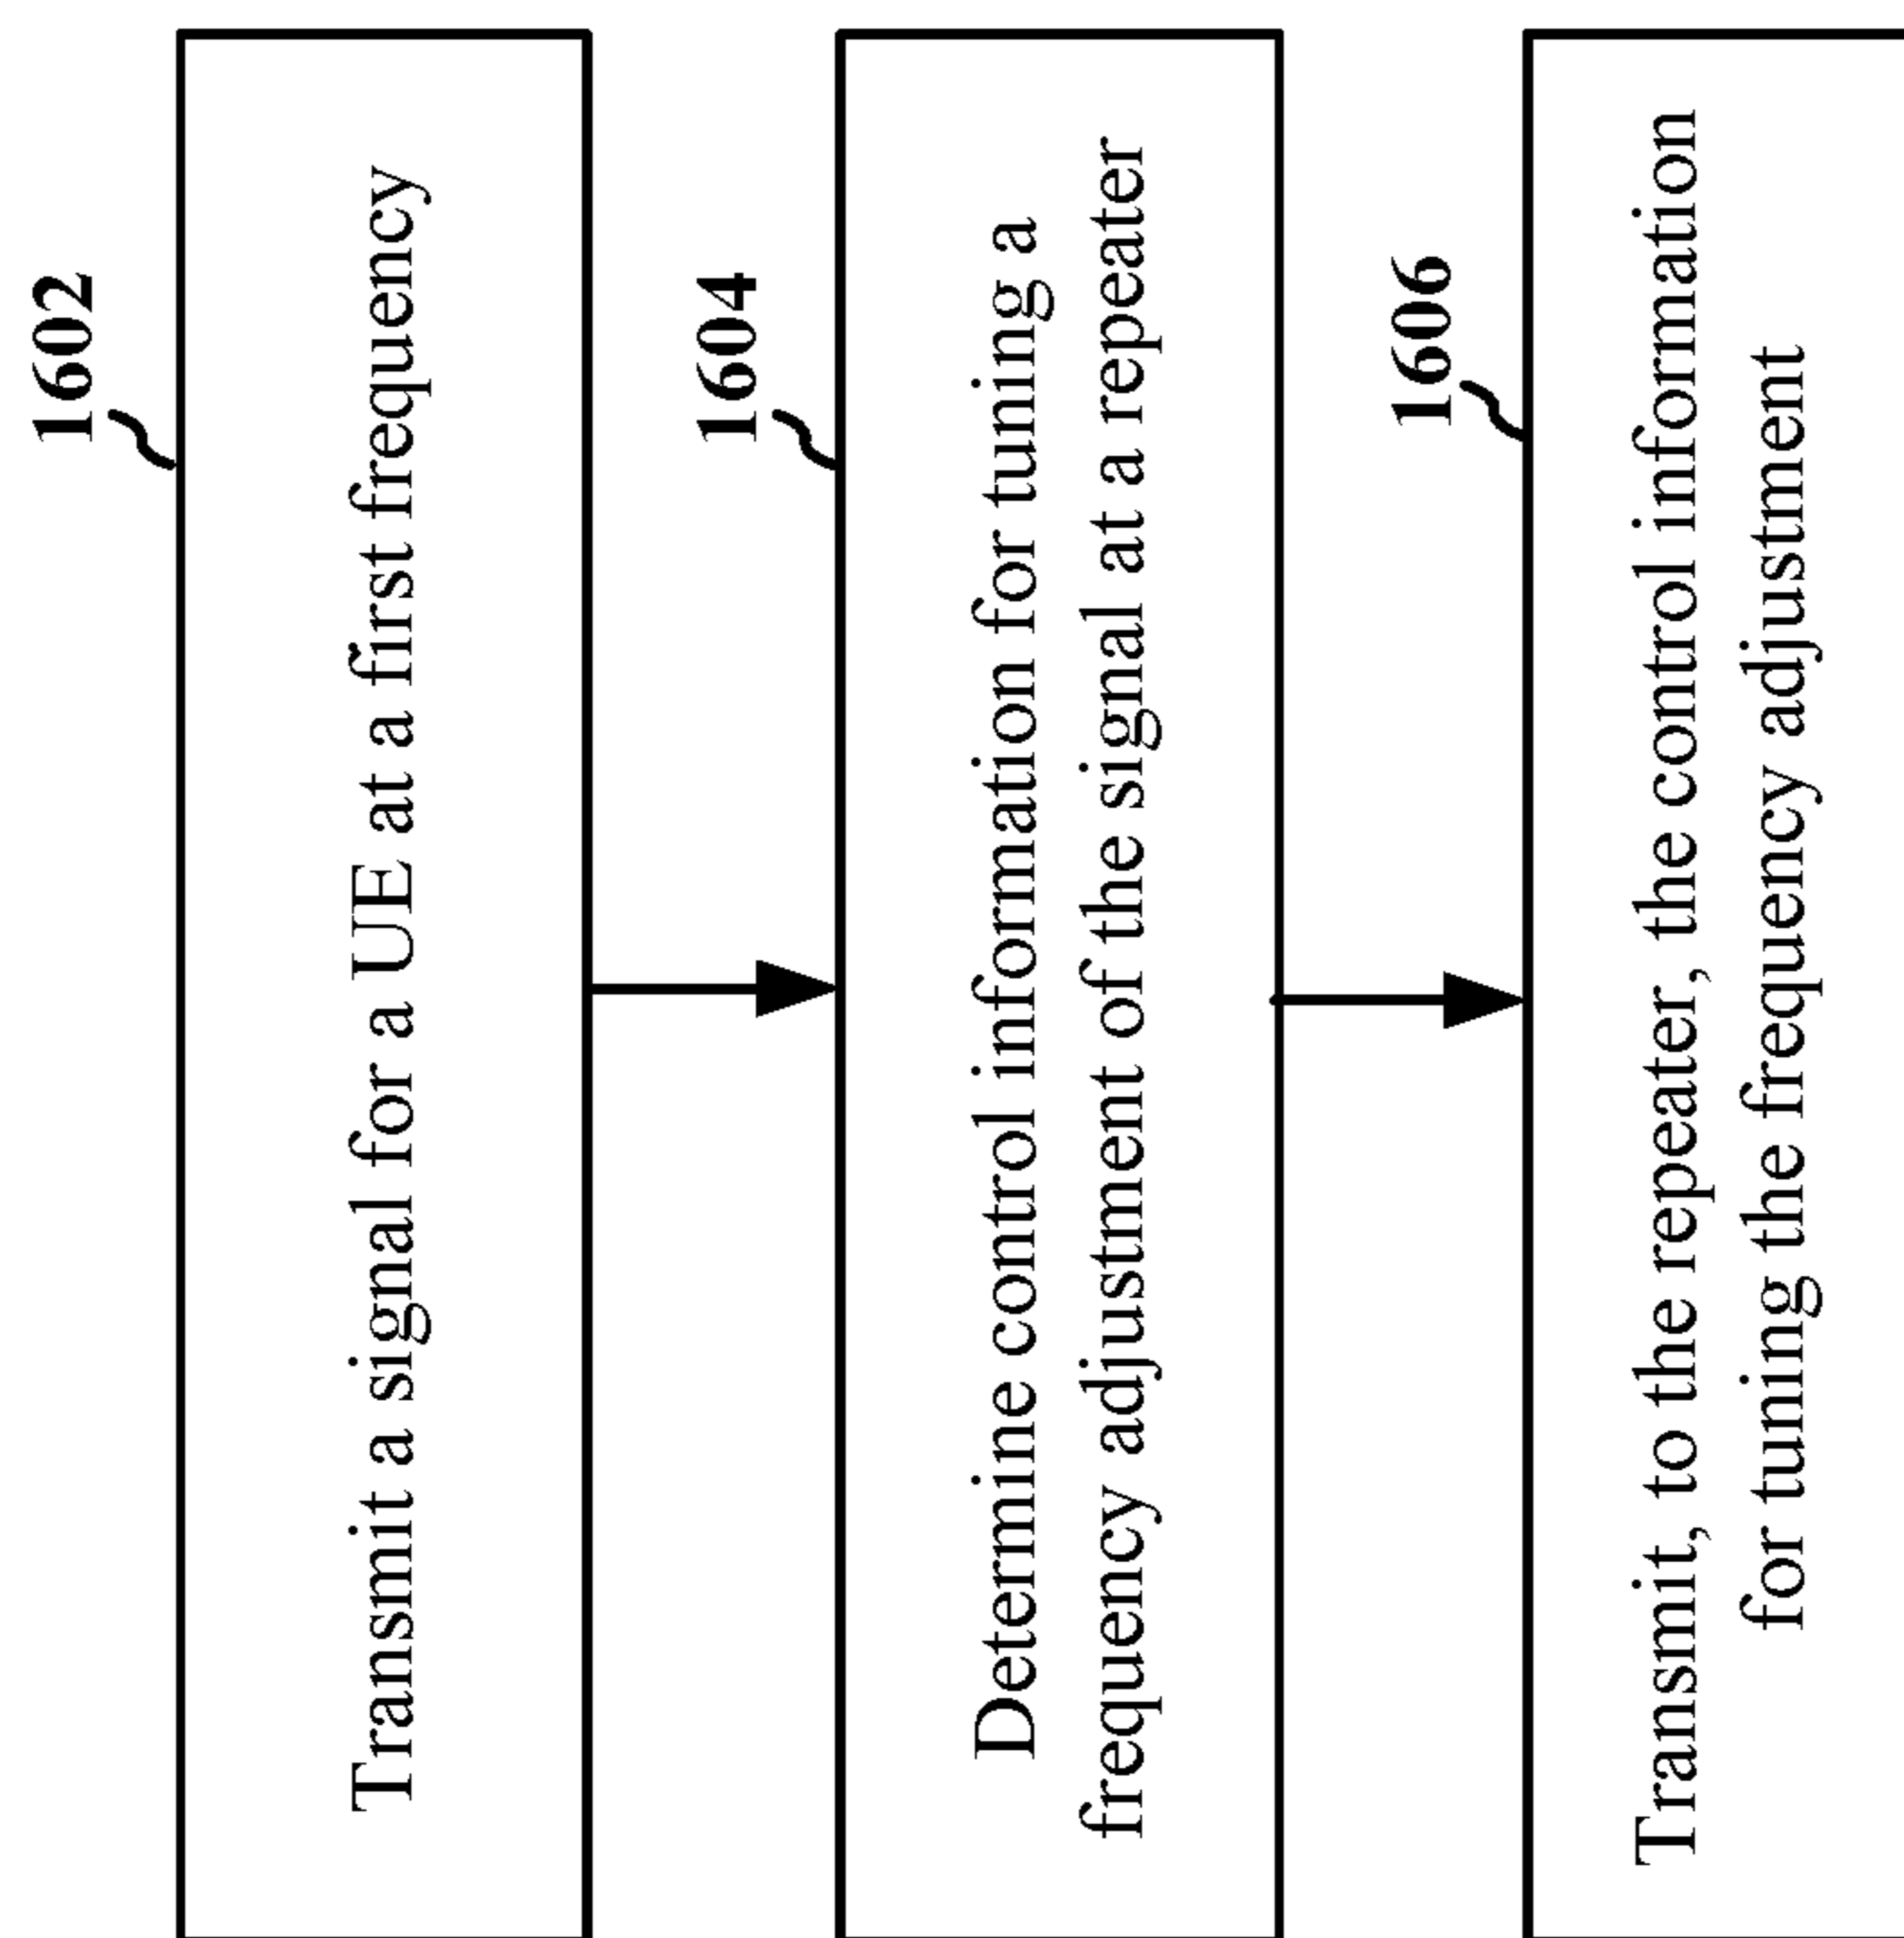 1602
Transmit a signal for a UE at a first frequency
1604
Determine control information for tuning a
frequency adjustment of the signal at a repeater
1606
Transmit, to the repeater, the control information
for tuning the frequency adjustment